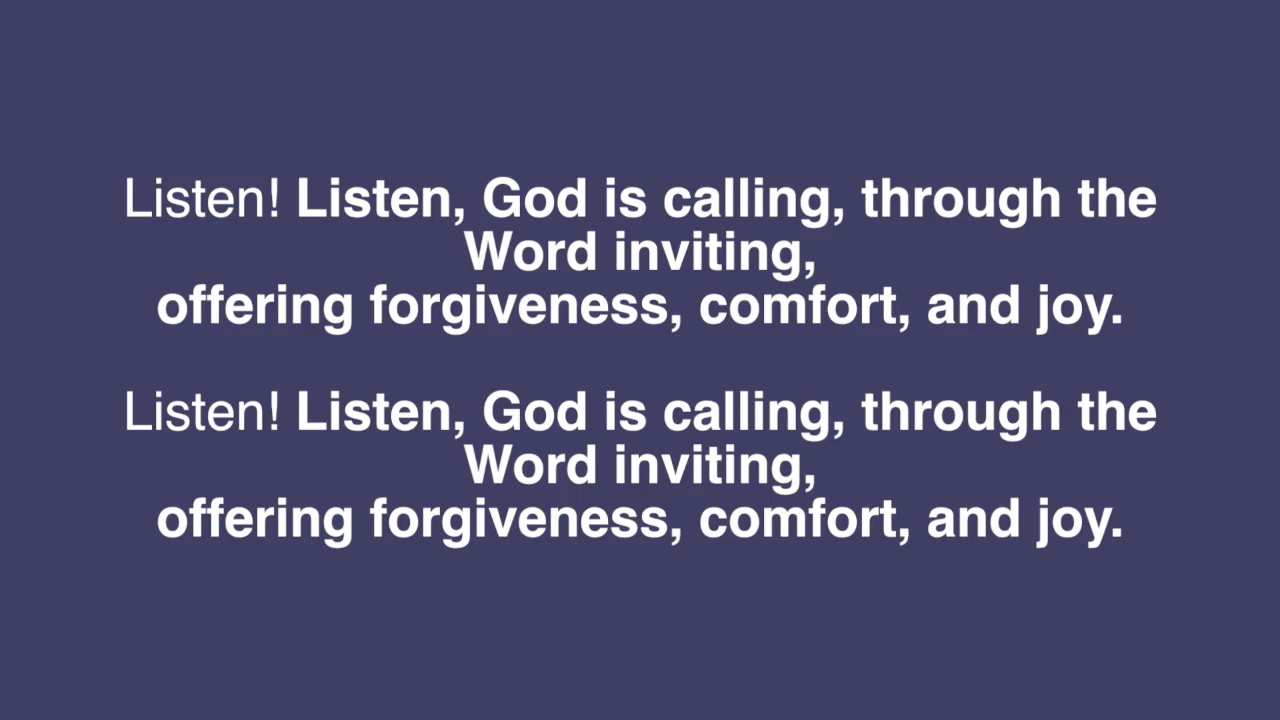 Listen! Listen, God is calling, through the
Word inviting,
offering forgiveness, comfort, and joy.
Listen! Listen, God is calling, through the
Word inviting,
offering forgiveness, comfort, and joy.